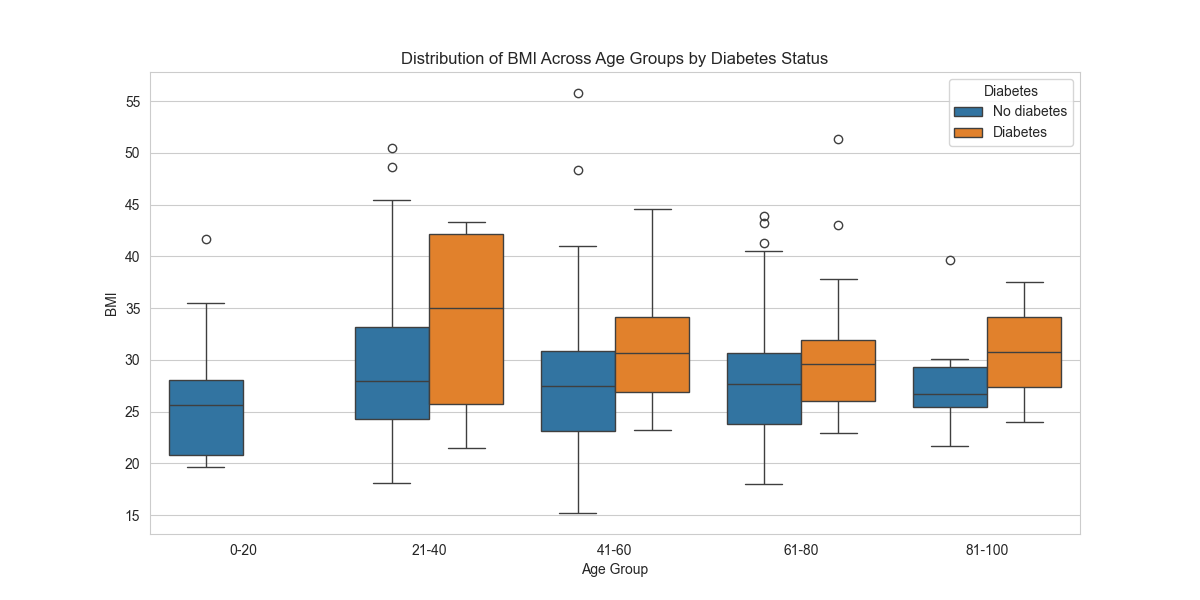 Distribution of BMI Across Age Groups by Diabetes Status
Diabetes
No diabetes
Diabetes
BMI
55
50
45
40
35
30
25
20
15
0-20 21-40 41-60 61-80 81-100
Age Group